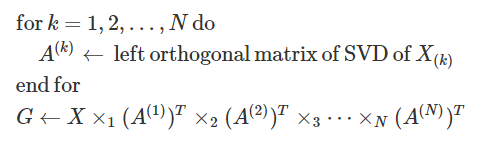 for k = 1, 2, . . . , N do
A^{(k)} ← left orthogonal matrix of SVD of X_{(k)}
end for
G ← X ×_1 (A^{(1)})^T ×_2 (A^{(2)})^T ×_3 ⋯ ×_N (A^{(N)})^T